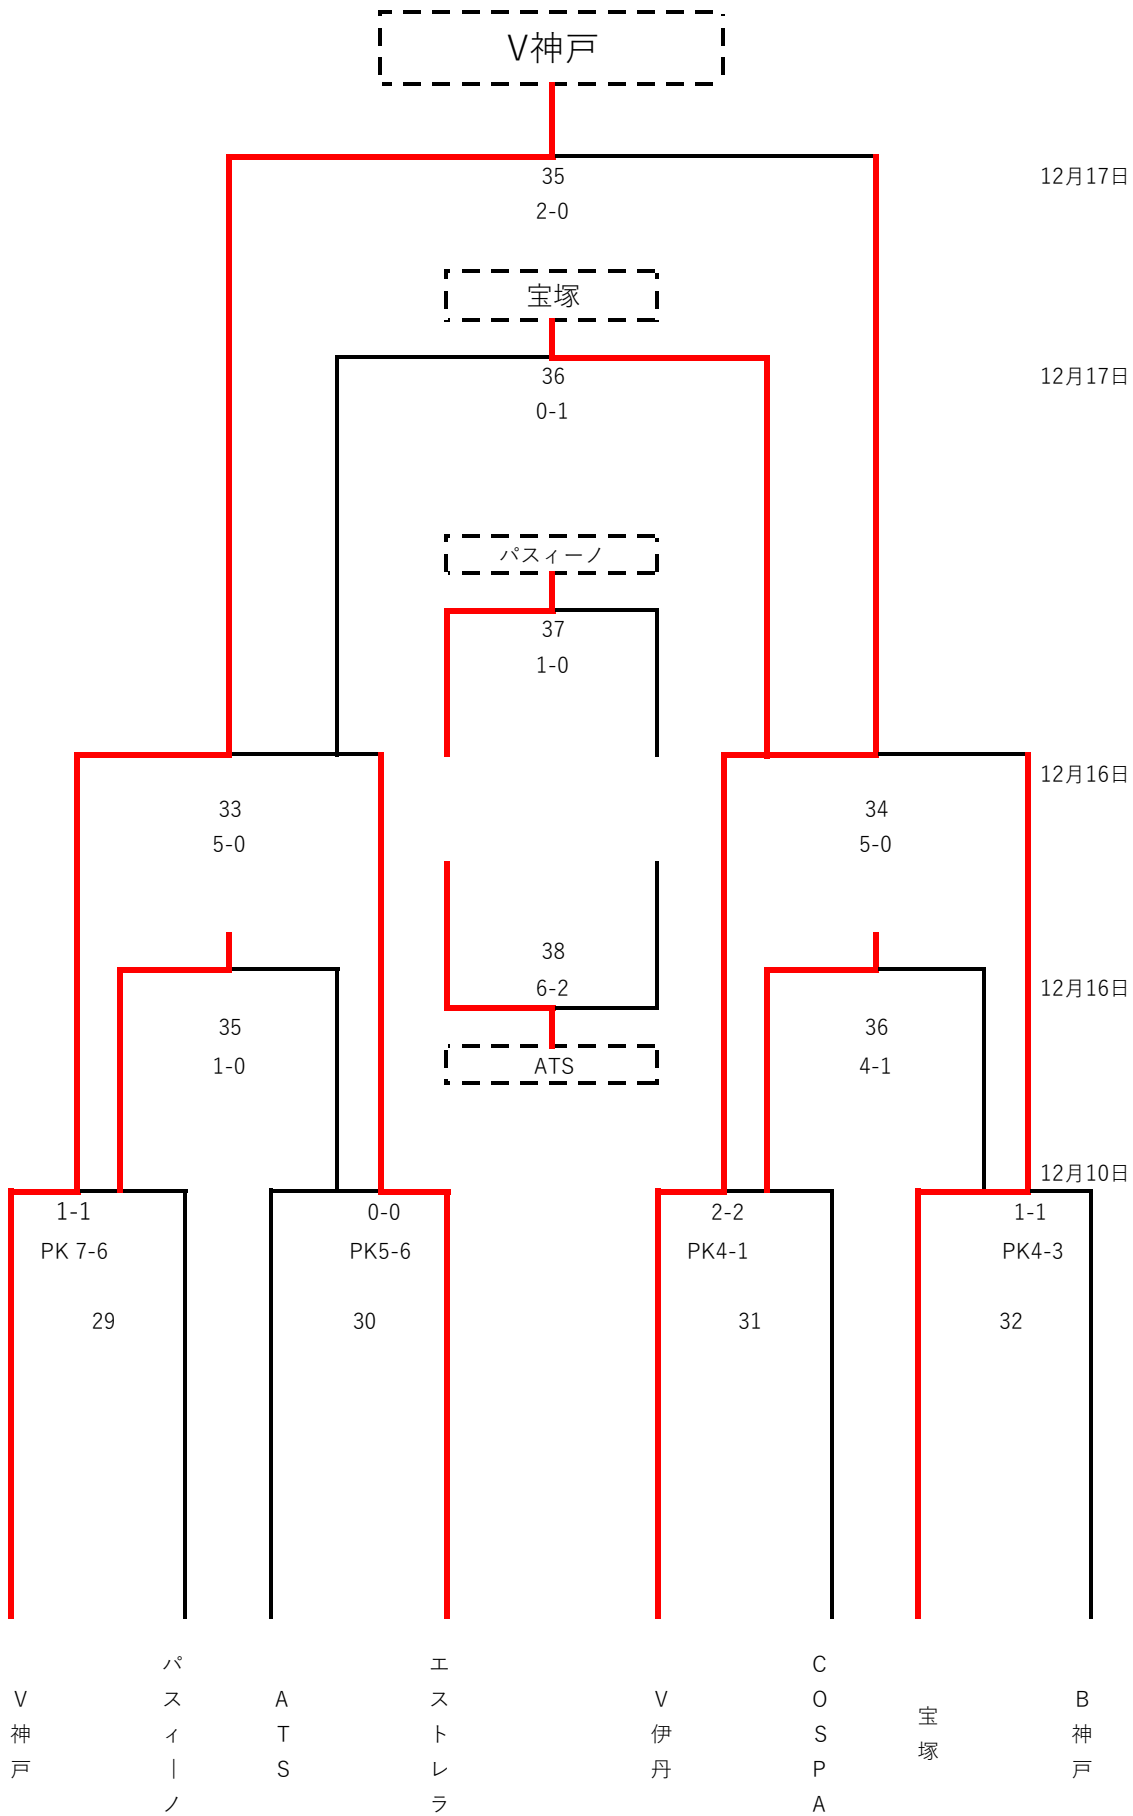 V神戸
35
12月17日
2-0
宝塚
36
12月17日
0-1
パスィーノ
37
1-0
12月16日
33
34
5-0
5-0
38
6-2
12月16日
35
36
1-0
ATS
4-1
12月10日
1-1
0-0
2-2
1-1
PK 7-6
PK5-6
PK4-1
PK4-3
29
30
31
32
V神戸
パスィーノ
ATS
エストレラ
V伊丹
COSPA
宝塚
B神戸